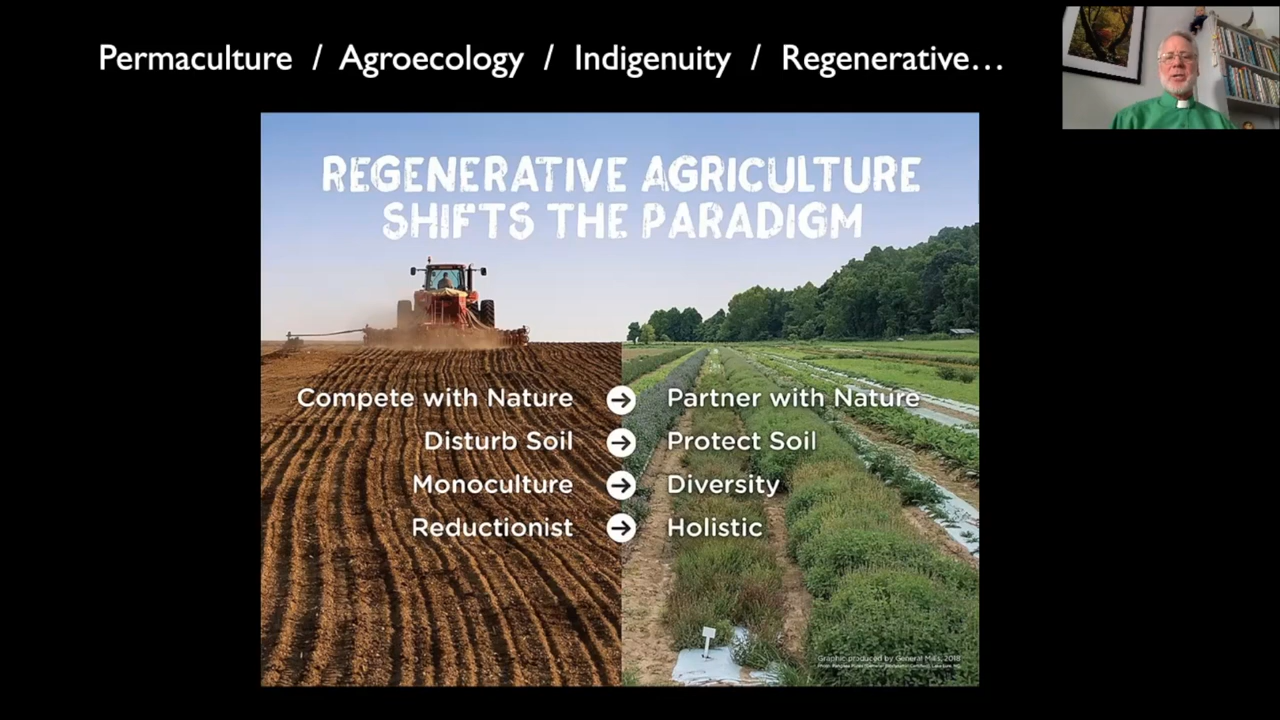 Permaculture / Agroecology / Indigenuity / Regenerative…
REGENERATIVE AGRICULTURE
SHIFTS THE PARADIGM
Compete with Nature → Partner with Nature
Disturb Soil → Protect Soil
Monoculture → Diversity
Reductionist → Holistic
Graphic produced by General Mills, 2018